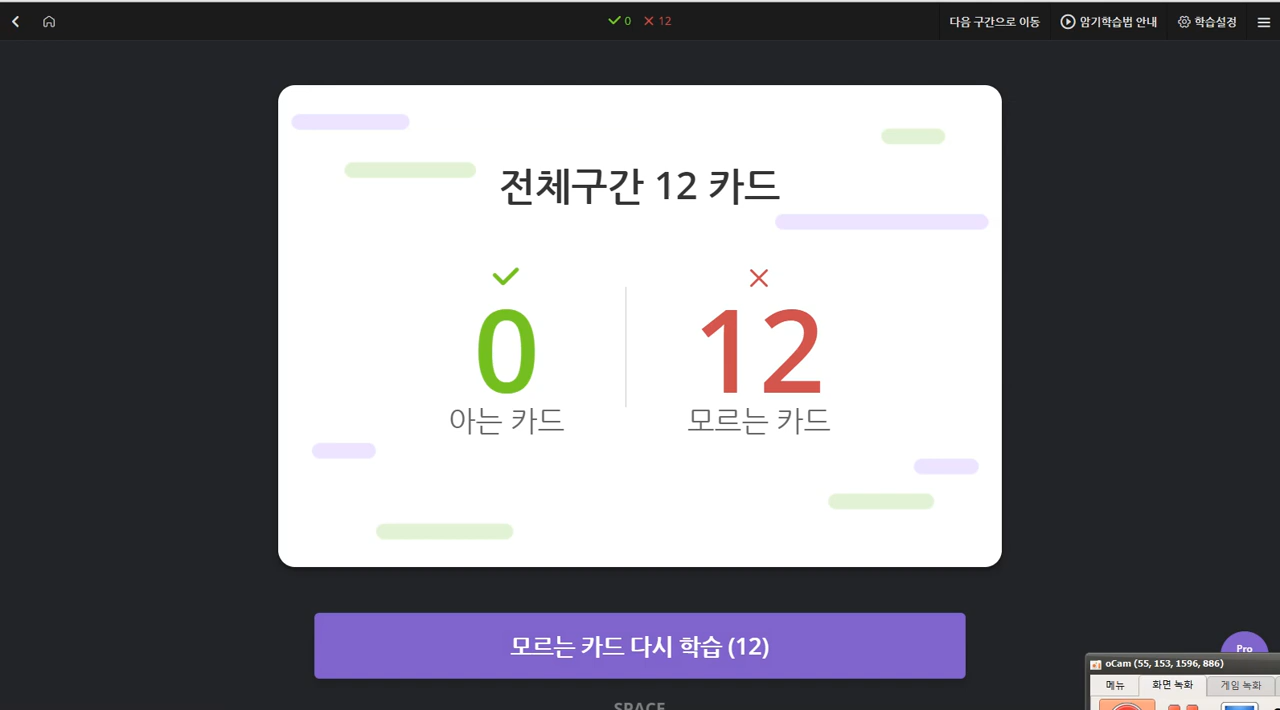 0 12 다음 구간으로 이동 암기학습법 안내 학습설정
전체구간 12 카드
0 12
아는 카드 모르는 카드
모르는 카드 다시 학습 (12)
Pro
oCam (55, 153, 1596, 886)
메뉴 화면 녹화 게임 녹화
SPACE